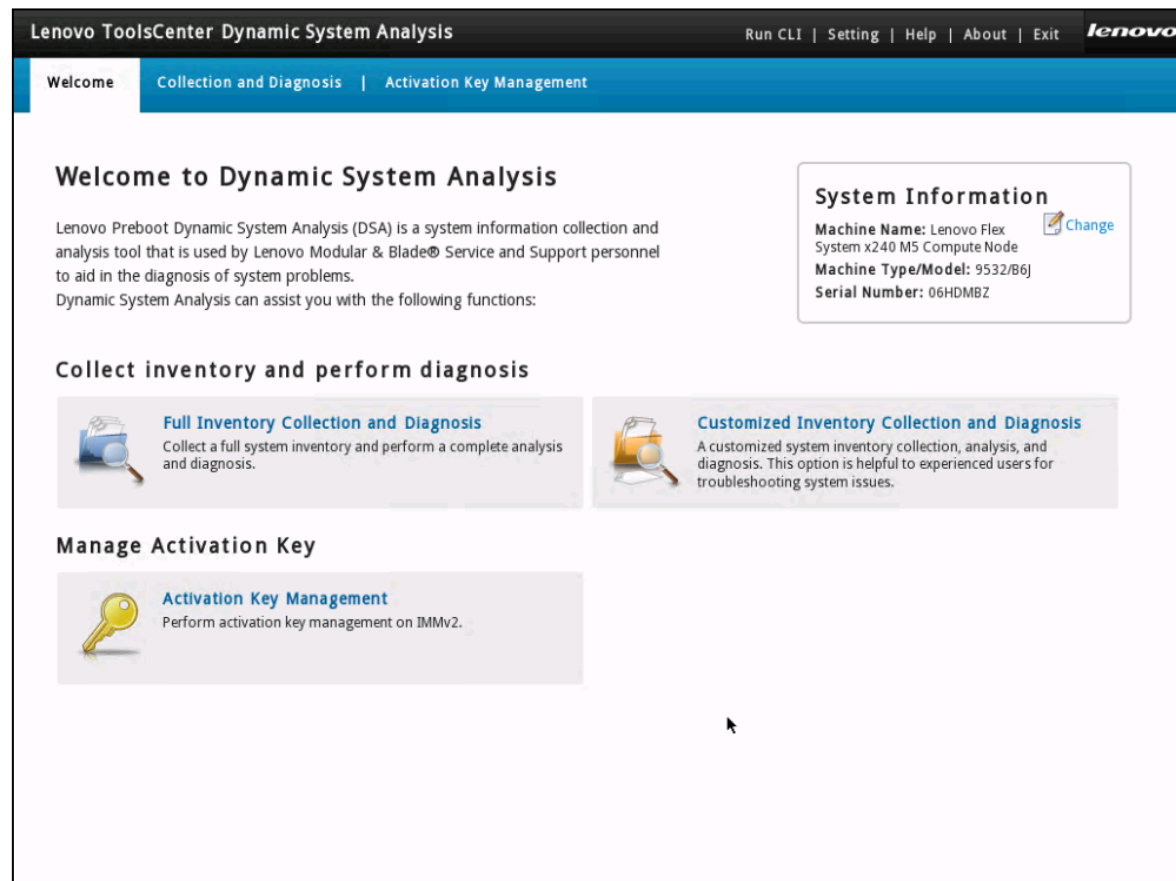 Lenovo ToolsCenter Dynamic System Analysis
Run CLI | Setting | Help | About | Exit
lenovo
Welcome
Collection and Diagnosis | Activation Key Management
Welcome to Dynamic System Analysis
Lenovo Preboot Dynamic System Analysis (DSA) is a system information collection and
analysis tool that is used by Lenovo Modular & Blade® Service and Support personnel
to aid in the diagnosis of system problems.
Dynamic System Analysis can assist you with the following functions:
System Information
Machine Name: Lenovo Flex
System x240 M5 Compute Node
Change
Machine Type/Model: 9532/B6J
Serial Number: 06HDMBZ
Collect inventory and perform diagnosis
Full Inventory Collection and Diagnosis
Collect a full system inventory and perform a complete analysis
and diagnosis.
Customized Inventory Collection and Diagnosis
A customized system inventory collection, analysis, and
diagnosis. This option is helpful to experienced users for
troubleshooting system issues.
Manage Activation Key
Activation Key Management
Perform activation key management on IMMv2.